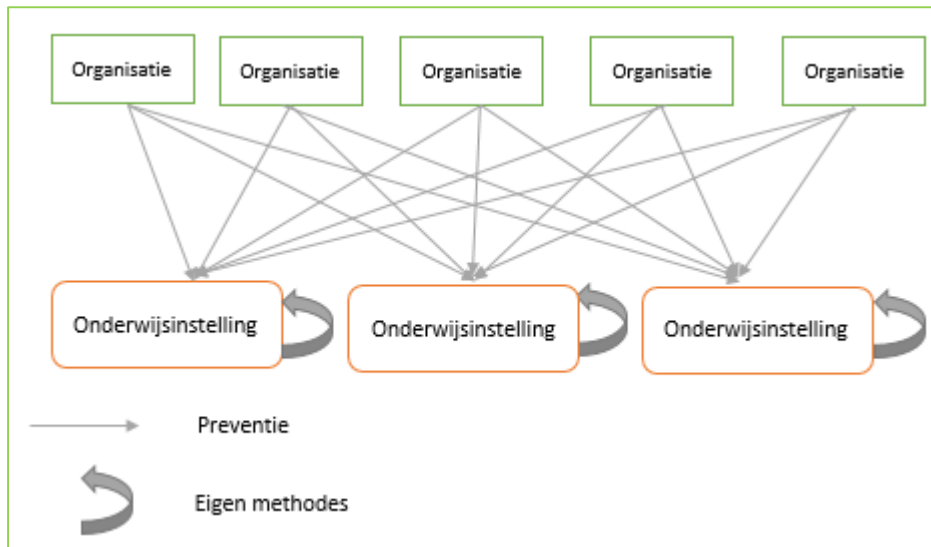 Organisatie
Organisatie
Organisatie
Organisatie
Organisatie
Onderwijsinstelling
Onderwijsinstelling
Onderwijsinstelling
Preventie
Eigen methodes